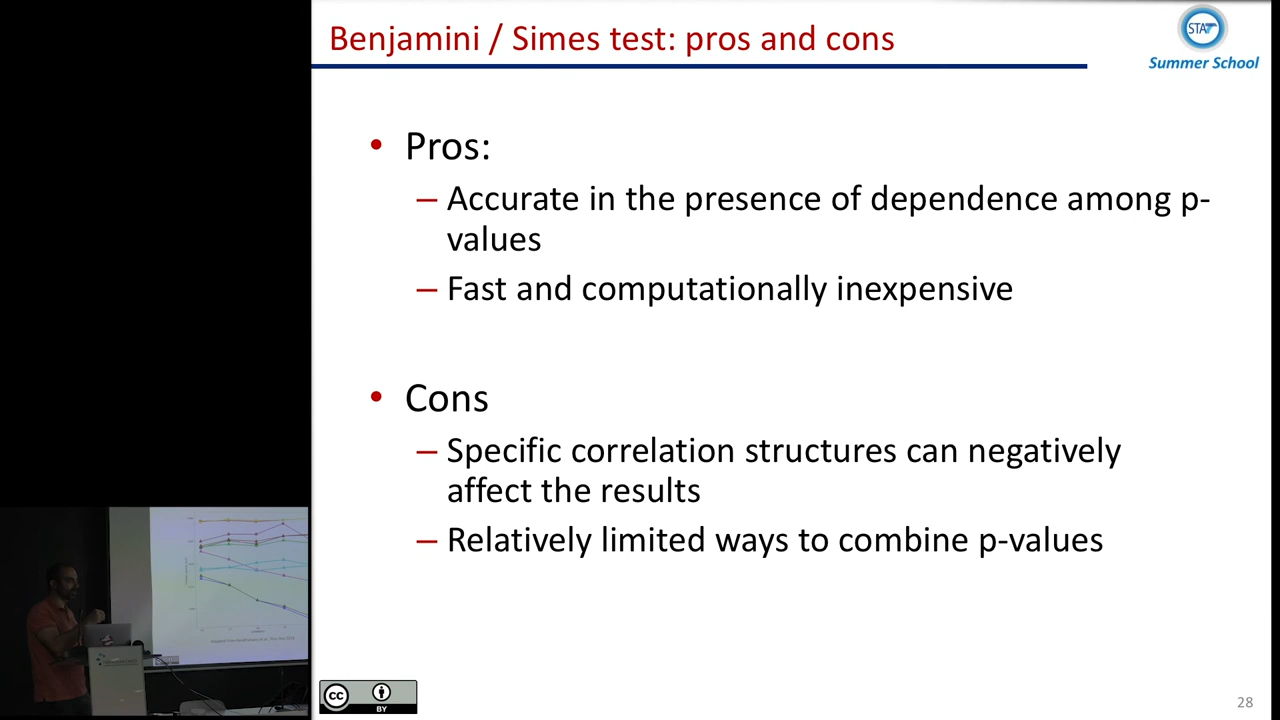 Benjamini / Simes test: pros and cons
STAT
Summer School
• Pros:
– Accurate in the presence of dependence among p-
values
– Fast and computationally inexpensive
• Cons
– Specific correlation structures can negatively
affect the results
– Relatively limited ways to combine p-values
cc
BY
28